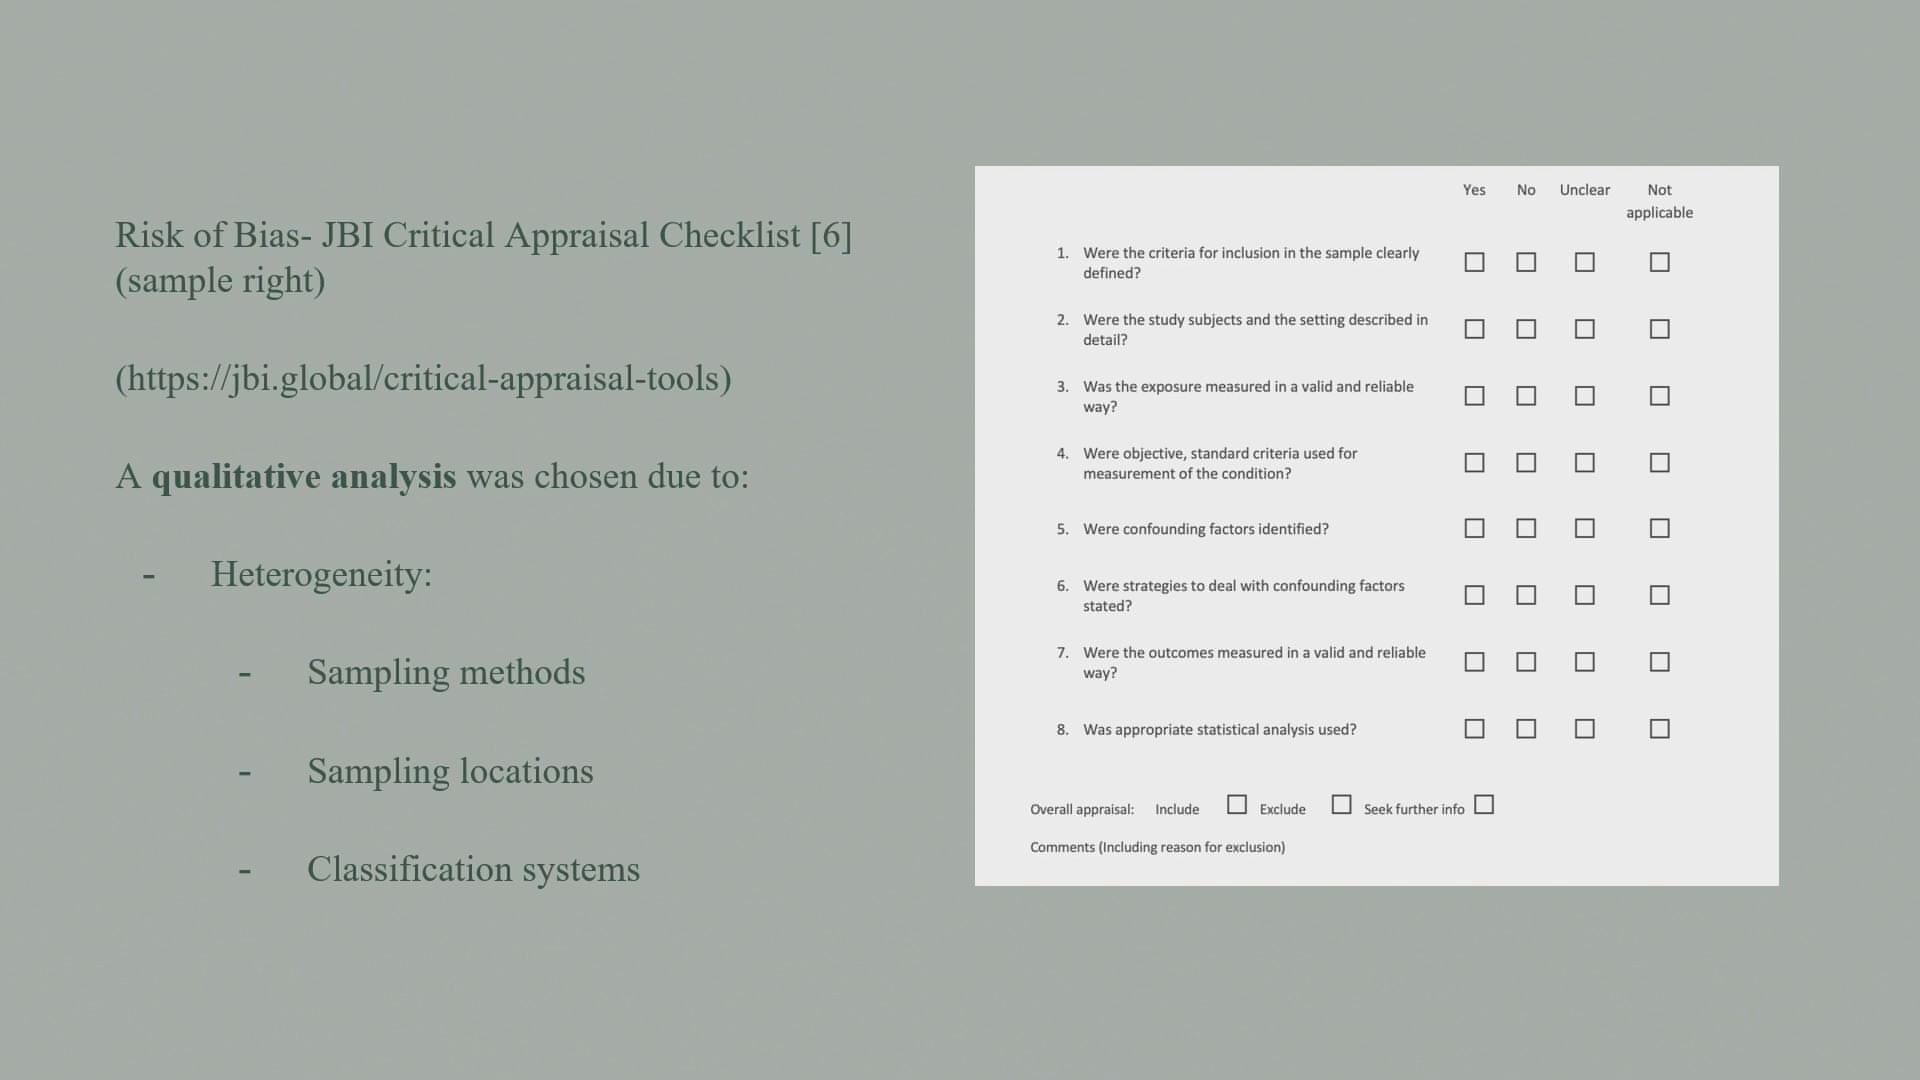 Risk of Bias- JBI Critical Appraisal Checklist [6]
(sample right)
(https://jbi.global/critical-appraisal-tools)
A qualitative analysis was chosen due to:
- Heterogeneity:
- Sampling methods
- Sampling locations
- Classification systems
Yes No Unclear Not
applicable
1. Were the criteria for inclusion in the sample clearly
defined?
2. Were the study subjects and the setting described in
detail?
3. Was the exposure measured in a valid and reliable
way?
4. Were objective, standard criteria used for
measurement of the condition?
5. Were confounding factors identified?
6. Were strategies to deal with confounding factors
stated?
7. Were the outcomes measured in a valid and reliable
way?
8. Was appropriate statistical analysis used?
Overall appraisal: Include Exclude Seek further info
Comments (Including reason for exclusion)